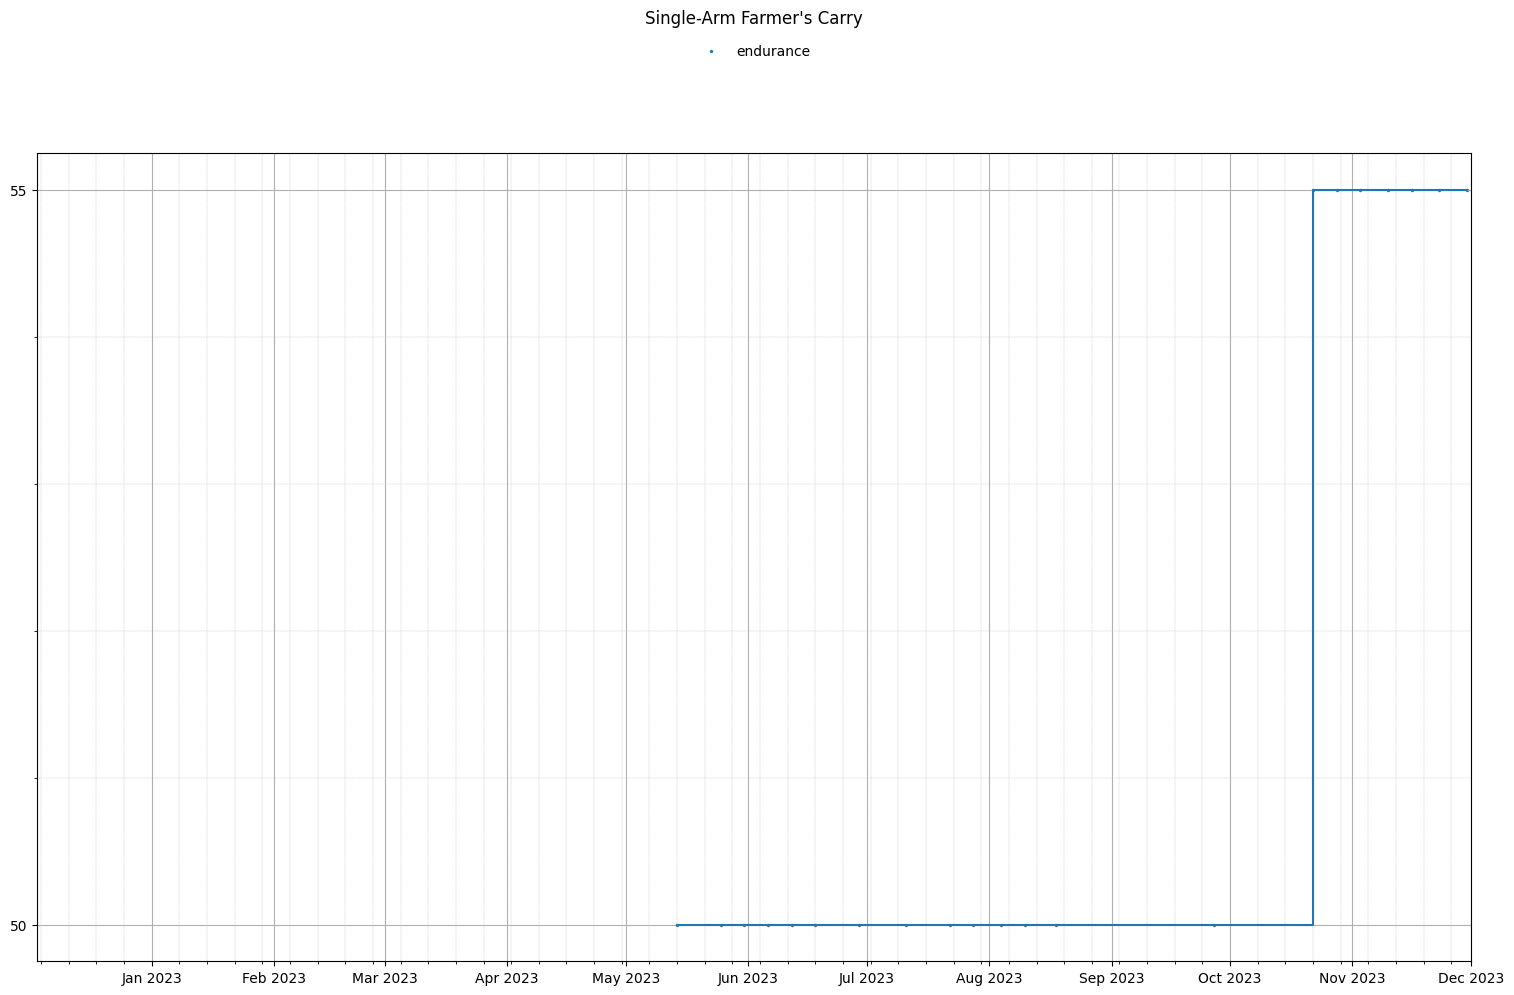 Single-Arm Farmer's Carry
endurance
55
50
Jan 2023
Feb 2023
Mar 2023
Apr 2023
May 2023
Jun 2023
Jul 2023
Aug 2023
Sep 2023
Oct 2023
Nov 2023
Dec 2023